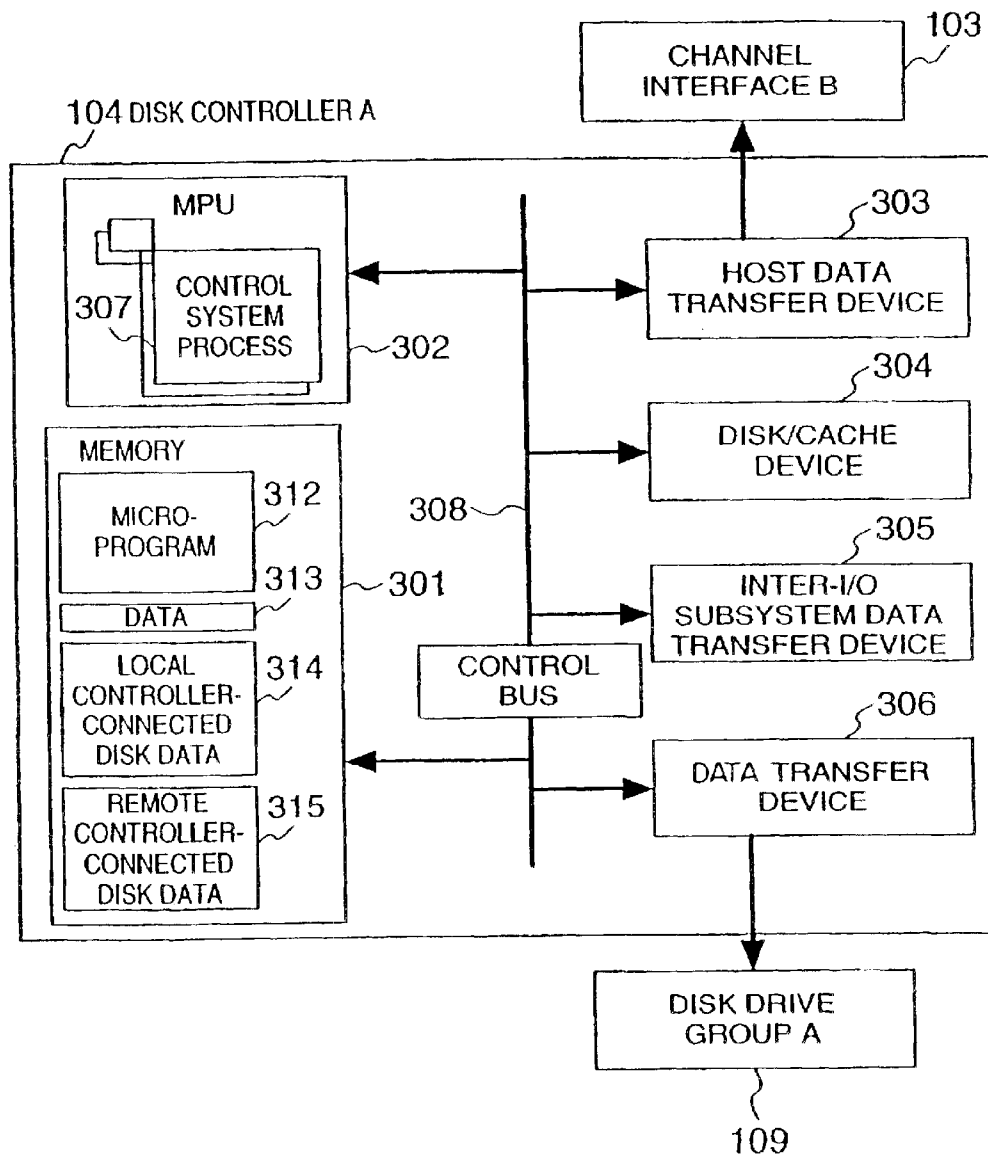 103
CHANNEL
INTERFACE B
104 DISK CONTROLLER A
MPU
307
CONTROL
SYSTEM
PROCESS
302
303
HOST DATA
TRANSFER DEVICE
304
DISK/CACHE
DEVICE
308
305
INTER-I/O
SUBSYSTEM DATA
TRANSFER DEVICE
CONTROL
BUS
306
DATA TRANSFER
DEVICE
MEMORY
MICRO-
PROGRAM
312
313
DATA
301
LOCAL
CONTROLLER-
CONNECTED
DISK DATA
314
REMOTE
CONTROLLER-
CONNECTED
DISK DATA
315
DISK DRIVE
GROUP A
109